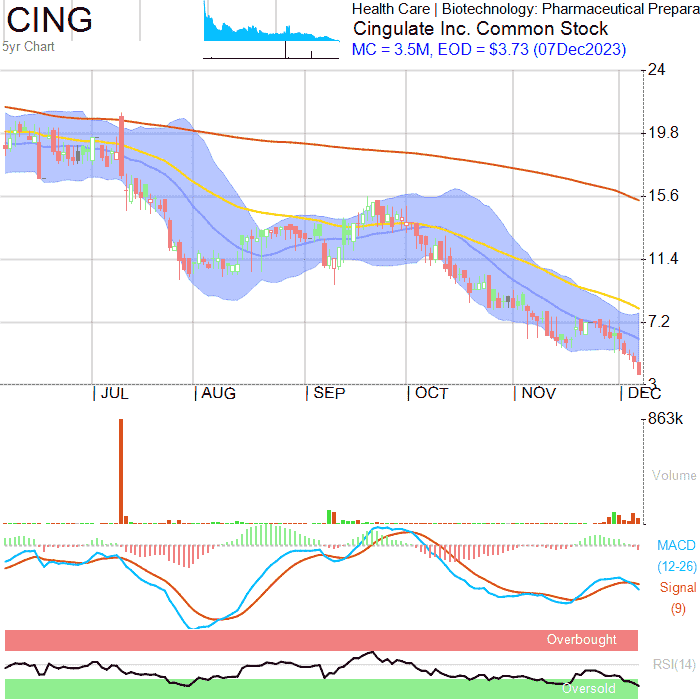 CING
5yr Chart
Health Care | Biotechnology: Pharmaceutical Prepara
Cingulate Inc. Common Stock
MC = 3.5M, EOD = $3.73 (07Dec2023)
24
19.8
15.6
11.4
7.2
3
JUL AUG SEP OCT NOV DEC
863k
Volume
MACD
(12-26)
Signal
(9)
Overbought
RSI(14)
Oversold